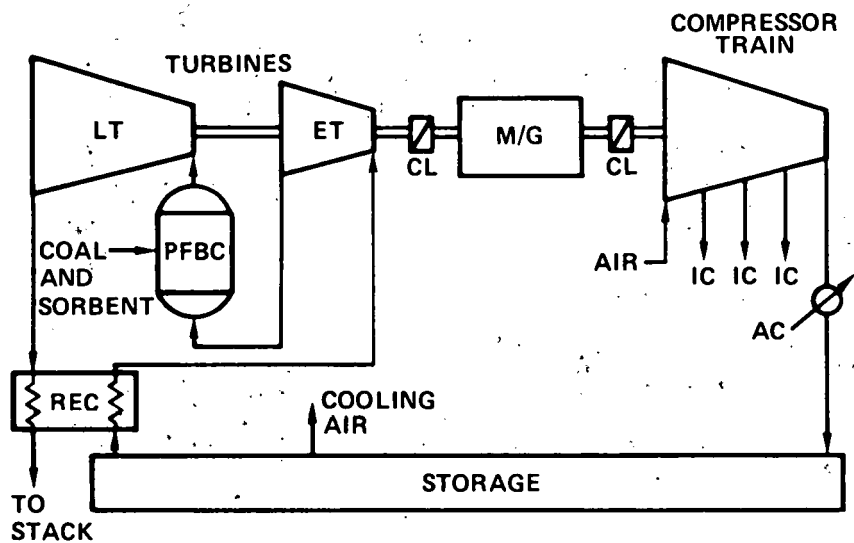 COMPRESSOR
TRAIN
TURBINES
LT
ET
CL
M/G
CL
COAL
AND
SORBENT
PFBC
AIR
IC
IC
IC
AC
REC
COOLING
AIR
STORAGE
TO
STACK